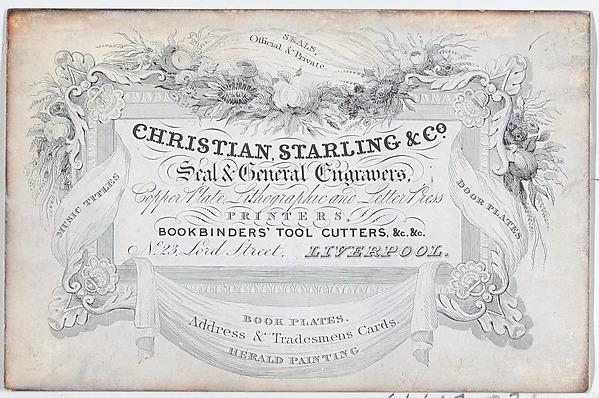 SEALS,
Official & Private
CHRISTIAN, STARLING & Co.
Seal & General Engravers,
Copper Plate, Lithographic and Letter Press
PRINTERS,
BOOKBINDERS' TOOL CUTTERS, &c. &c.
No. 23, Lord Street, LIVERPOOL.
MUSIC TITLES
DOOR PLATES
BOOK PLATES.
Address & Tradesmens Cards.
HERALD PAINTING